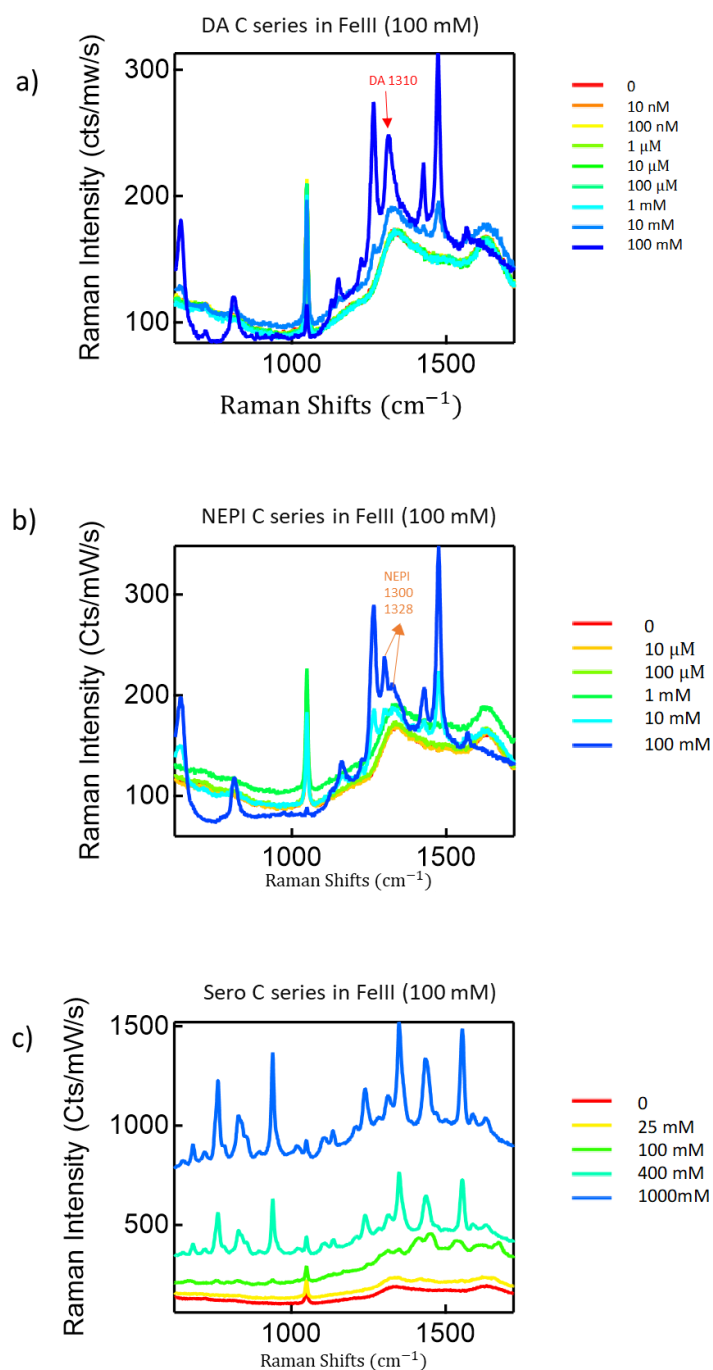 DA C series in FeIII (100 mM)
a)
Raman Intensity (cts/mw/s)
300
200
100
DA 1310
1000
1500
Raman Shifts (cm⁻¹)
0
10 nM
100 nM
1 μM
10 μM
100 μM
1 mM
10 mM
100 mM
NEPI C series in FeIII (100 mM)
b)
Raman Intensity (Cts/mW/s)
300
200
100
NEPI
1300
1328
1000
1500
Raman Shifts (cm⁻¹)
0
10 μM
100 μM
1 mM
10 mM
100 mM
Sero C series in FeIII (100 mM)
c)
Raman Intensity (Cts/mW/s)
1500
1000
500
1000
1500
Raman Shifts (cm⁻¹)
0
25 mM
100 mM
400 mM
1000mM